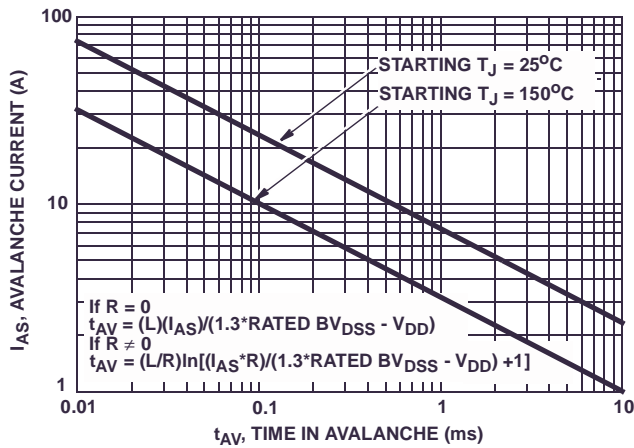 100
STARTING TJ = 25°C
STARTING TJ = 150°C
10
IAS, AVALANCHE CURRENT (A)
If R = 0
tAV = (L)(IAS)/(1.3*RATED BVDSS - VDD)
If R ≠ 0
tAV = (L/R)ln[(IAS*R)/(1.3*RATED BVDSS - VDD) +1]
1
0.01 0.1 1 10
tAV, TIME IN AVALANCHE (ms)